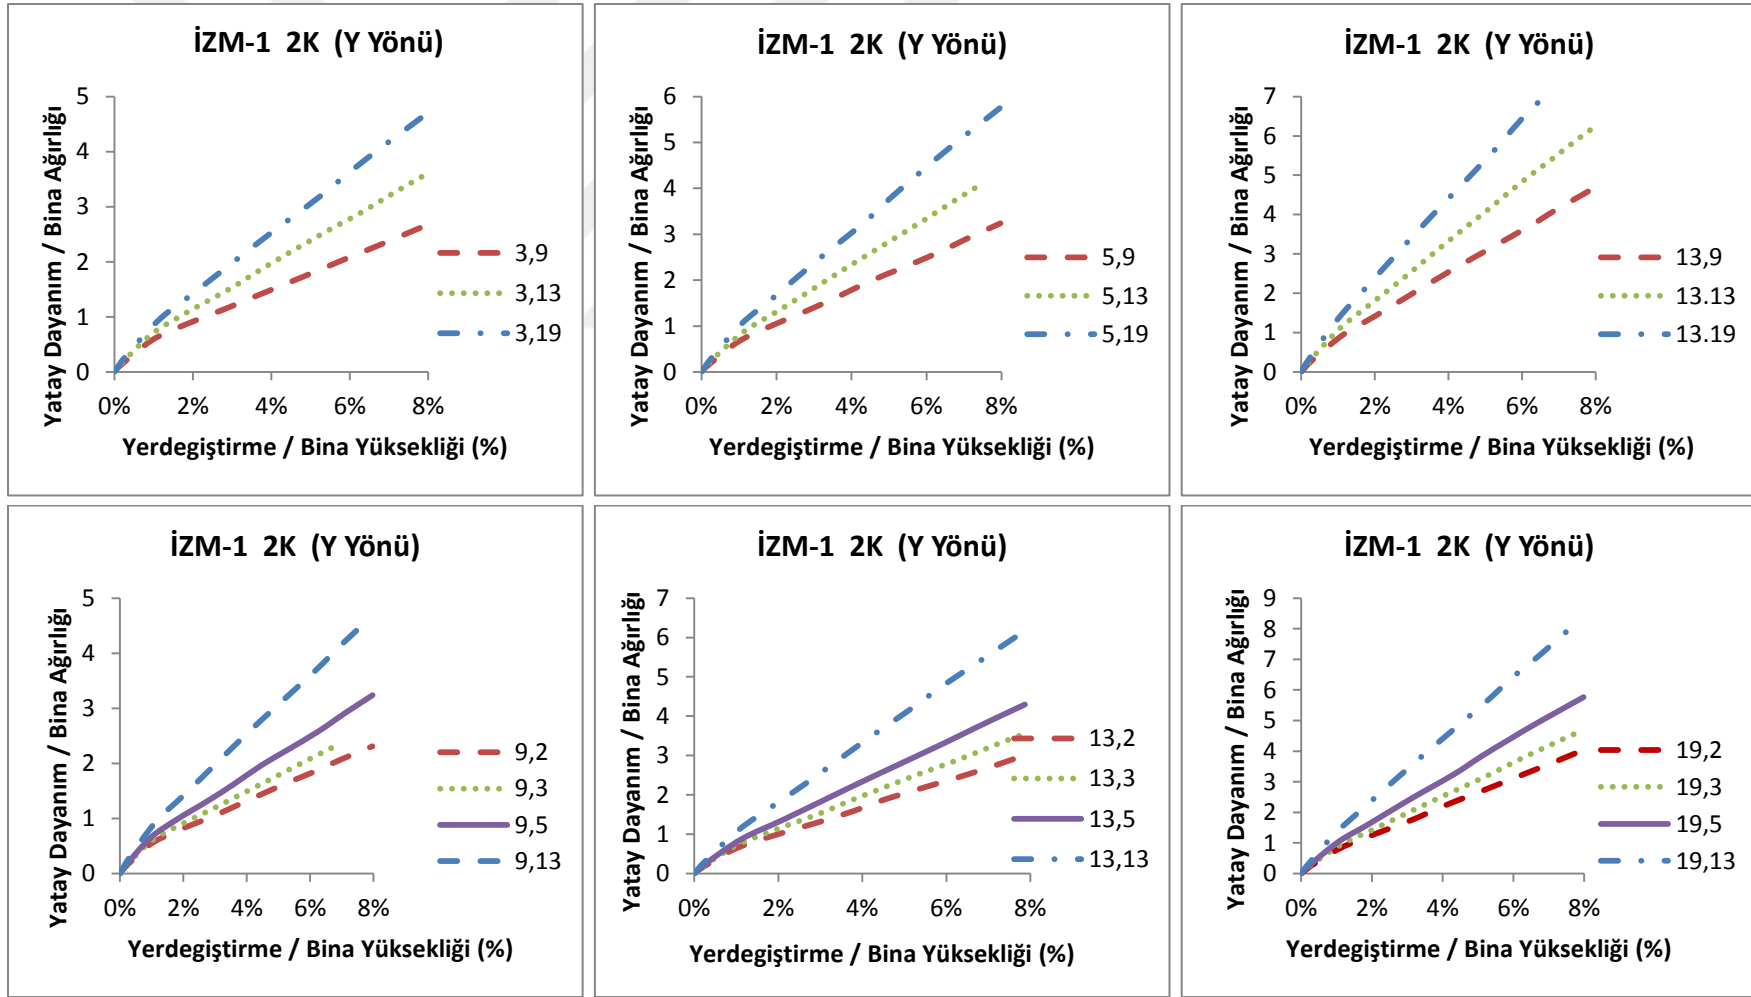 İZM-1 2K (Y Yönü)
Yatay Dayanım / Bina Ağırlığı
5
4
3
2
1
0
0% 2% 4% 6% 8%
Yerdegiştirme / Bina Yüksekliği (%)
3,9
3,13
3,19
İZM-1 2K (Y Yönü)
Yatay Dayanım / Bina Ağırlığı
6
5
4
3
2
1
0
0% 2% 4% 6% 8%
Yerdegiştirme / Bina Yüksekliği (%)
5,9
5,13
5,19
İZM-1 2K (Y Yönü)
Yatay Dayanım / Bina Ağırlığı
7
6
5
4
3
2
1
0
0% 2% 4% 6% 8%
Yerdegiştirme / Bina Yüksekliği (%)
13,9
13.13
13.19
İZM-1 2K (Y Yönü)
Yatay Dayanım / Bina Ağırlığı
5
4
3
2
1
0
0% 2% 4% 6% 8%
Yerdegiştirme / Bina Yüksekliği (%)
9,2
9,3
9,5
9,13
İZM-1 2K (Y Yönü)
Yatay Dayanım / Bina Ağırlığı
7
6
5
4
3
2
1
0
0% 2% 4% 6% 8%
Yerdegiştirme / Bina Yüksekliği (%)
13,2
13,3
13,5
13,13
İZM-1 2K (Y Yönü)
Yatay Dayanım / Bina Ağırlığı
9
8
7
6
5
4
3
2
1
0
0% 2% 4% 6% 8%
Yerdegiştirme / Bina Yüksekliği (%)
19,2
19,3
19,5
19,13